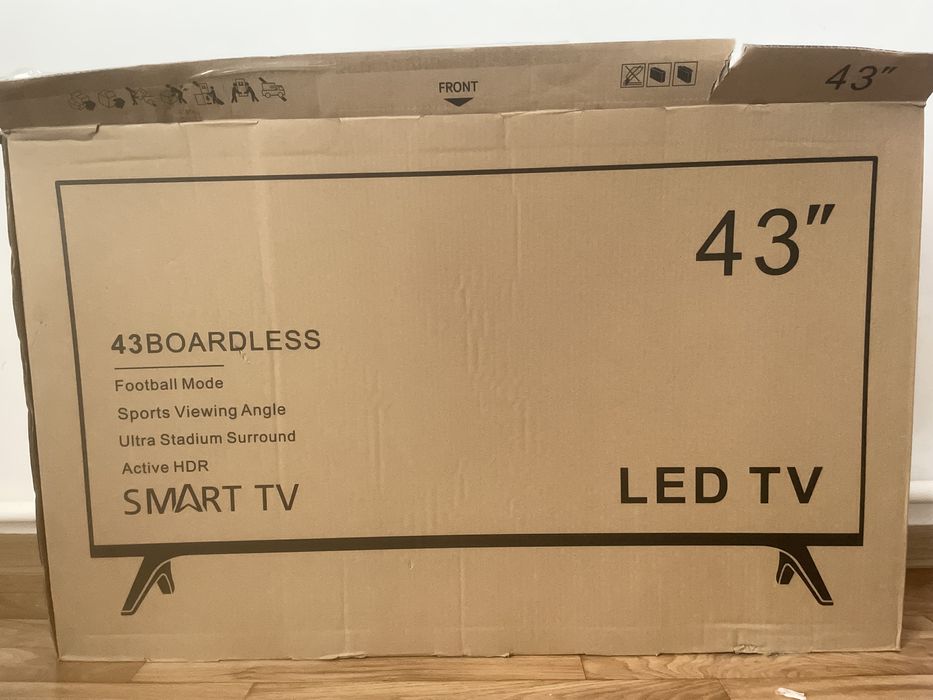 FRONT
43"
43"
43BOARDLESS
Football Mode
Sports Viewing Angle
Ultra Stadium Surround
Active HDR
SMART TV
LED TV